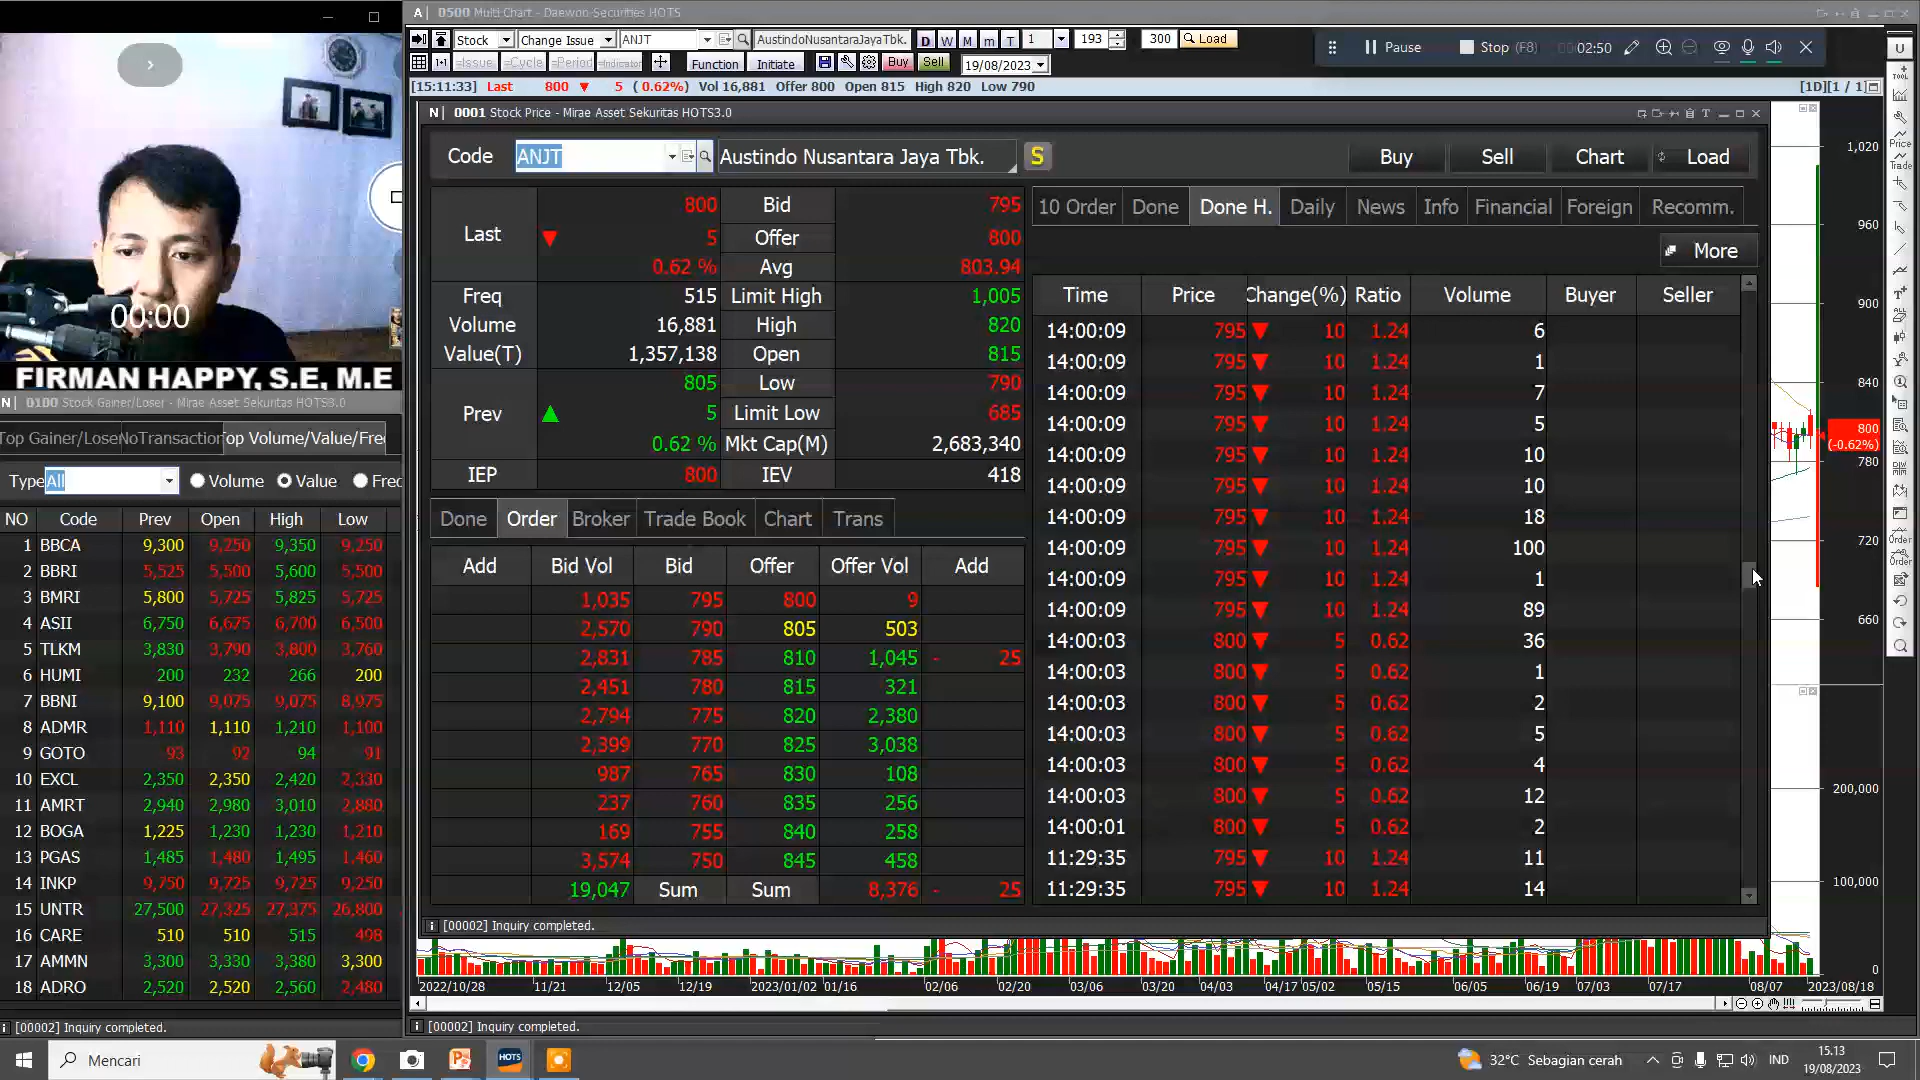 00:00
FIRMAN HAPPY, S.E, M.E
N 0100 Stock Gainer/Loser - Mirae Asset Sekuritas HOTS3.0
Top Gainer/Loser NoTransaction Top Volume/Value/Freq
Type All Volume Value Freq
NO Code Prev Open High Low
1 BBCA 9,300 9,250 9,350 9,250
2 BBRI 5,525 5,500 5,600 5,500
3 BMRI 5,800 5,725 5,825 5,725
4 ASII 6,750 6,675 6,700 6,500
5 TLKM 3,830 3,790 3,800 3,760
6 HUMI 200 232 266 200
7 BBNI 9,100 9,075 9,075 8,975
8 ADMR 1,110 1,110 1,210 1,100
9 GOTO 93 92 94 91
10 EXCL 2,350 2,350 2,420 2,330
11 AMRT 2,940 2,980 3,010 2,880
12 BOGA 1,225 1,230 1,230 1,210
13 PGAS 1,485 1,480 1,495 1,460
14 INKP 9,750 9,725 9,725 9,250
15 UNTR 27,500 27,325 27,375 26,800
16 CARE 510 510 515 498
17 AMMN 3,300 3,330 3,380 3,300
18 ADRO 2,520 2,520 2,560 2,480
[00002] Inquiry completed.
A 0500 Multi Chart - Daewon Securities HOTS
Stock Change Issue ANJT AustindoNusantaraJayaTbk. D W M m T 1 193 300 Load
=Issue =Cycle =Period =Indicator Function Initiate Buy Sell 19/08/2023
Pause Stop (F8) 00:02:50
[15:11:33] Last 800 ▼ 5 ( 0.62%) Vol 16,881 Offer 800 Open 815 High 820 Low 790 [1D][1 / 1]
N 0001 Stock Price - Mirae Asset Sekuritas HOTS3.0
Code ANJT Austindo Nusantara Jaya Tbk. S Buy Sell Chart Load
Last 800 Bid 795
▼ 5 Offer 800
0.62 % Avg 803.94
Freq 515 Limit High 1,005
Volume 16,881 High 820
Value(T) 1,357,138 Open 815
Prev 805 Low 790
▲ 5 Limit Low 685
0.62 % Mkt Cap(M) 2,683,340
IEP 800 IEV 418
Done Order Broker Trade Book Chart Trans
Add Bid Vol Bid Offer Offer Vol Add
1,035 795 800 9
2,570 790 805 503
2,831 785 810 1,045 - 25
2,451 780 815 321
2,794 775 820 2,380
2,399 770 825 3,038
987 765 830 108
237 760 835 256
169 755 840 258
3,574 750 845 458
19,047 Sum Sum 8,376 - 25
10 Order Done Done H. Daily News Info Financial Foreign Recomm.
More
Time Price Change(%) Ratio Volume Buyer Seller
14:00:09 795 ▼ 10 1.24 6
14:00:09 795 ▼ 10 1.24 1
14:00:09 795 ▼ 10 1.24 7
14:00:09 795 ▼ 10 1.24 5
14:00:09 795 ▼ 10 1.24 10
14:00:09 795 ▼ 10 1.24 10
14:00:09 795 ▼ 10 1.24 18
14:00:09 795 ▼ 10 1.24 100
14:00:09 795 ▼ 10 1.24 1
14:00:09 795 ▼ 10 1.24 89
14:00:03 800 ▼ 5 0.62 36
14:00:03 800 ▼ 5 0.62 1
14:00:03 800 ▼ 5 0.62 2
14:00:03 800 ▼ 5 0.62 5
14:00:03 800 ▼ 5 0.62 4
14:00:03 800 ▼ 5 0.62 12
14:00:01 800 ▼ 5 0.62 2
11:29:35 795 ▼ 10 1.24 11
11:29:35 795 ▼ 10 1.24 14
[00002] Inquiry completed.
1,020
960
900
840
800
(-0.62%)
780
720
660
200,000
100,000
0
U
TOOL
Price
Trade
Order
Order
2022/10/28 11/21 12/05 12/19 2023/01/02 01/16 02/06 02/20 03/06 03/20 04/03 04/17 05/02 05/15 06/05 06/19 07/03 07/17 08/07 2023/08/18
[00002] Inquiry completed.
Mencari HOTS 32°C Sebagian cerah IND 15.13
19/08/2023